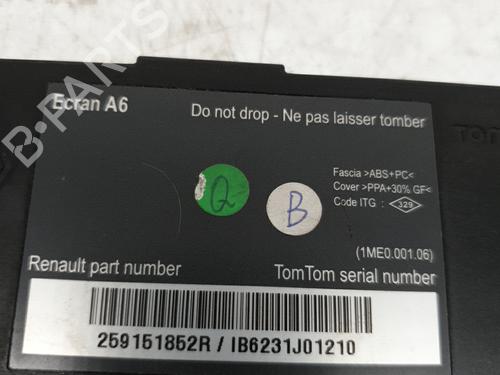 B-PARTS
Ecran A6
Do not drop - Ne pas laisser tomber
Fascia >ABS+PC<
Cover >PPA+30% GF<
Code ITG : 329
Q
B
(1ME0.001.06)
Renault part number
TomTom serial number
259151852R / IB6231J01210